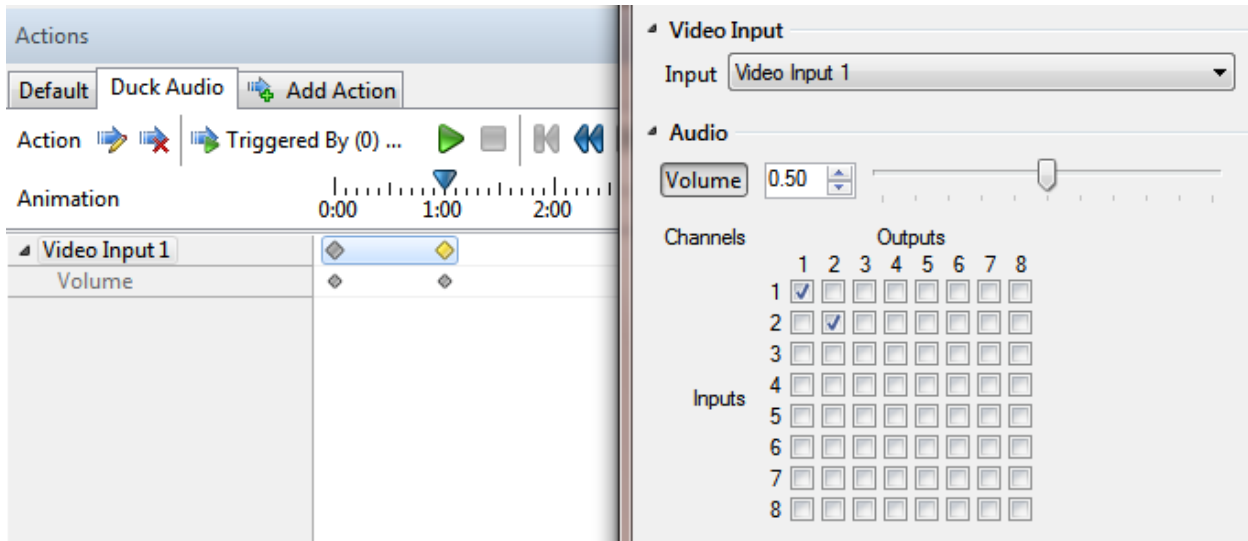 Actions
Default Duck Audio Add Action
Action Triggered By (0) ...
Animation 0:00 1:00 2:00
Video Input 1
Volume
Video Input
Input Video Input 1
Audio
Volume 0.50
Channels Outputs
1 2 3 4 5 6 7 8
1
2
3
4
Inputs
5
6
7
8